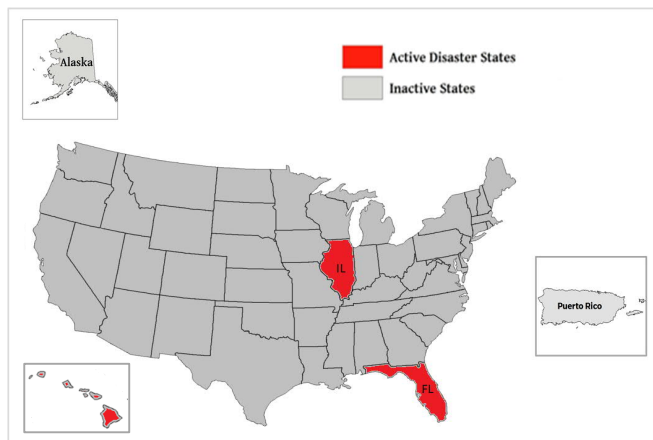 Alaska
Active Disaster States
Inactive States
IL
Puerto Rico
FL